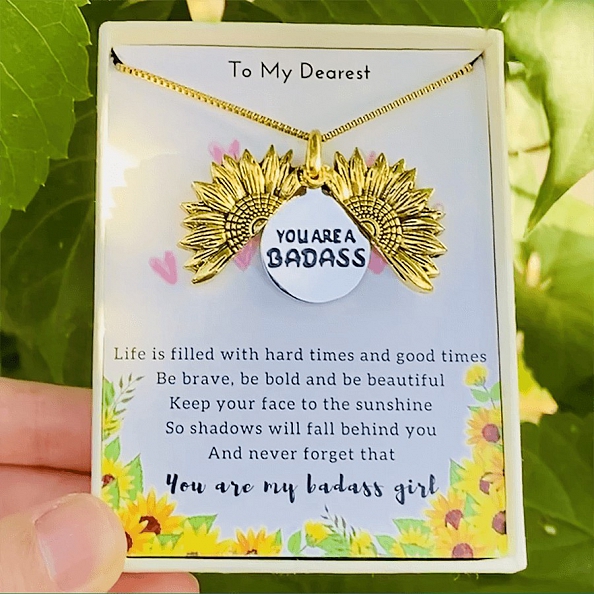 To My Dearest
YOU ARE A
BADASS
Life is filled with hard times and good times
Be brave, be bold and be beautiful
Keep your face to the sunshine
So shadows will fall behind you
And never forget that
You are my badass girl